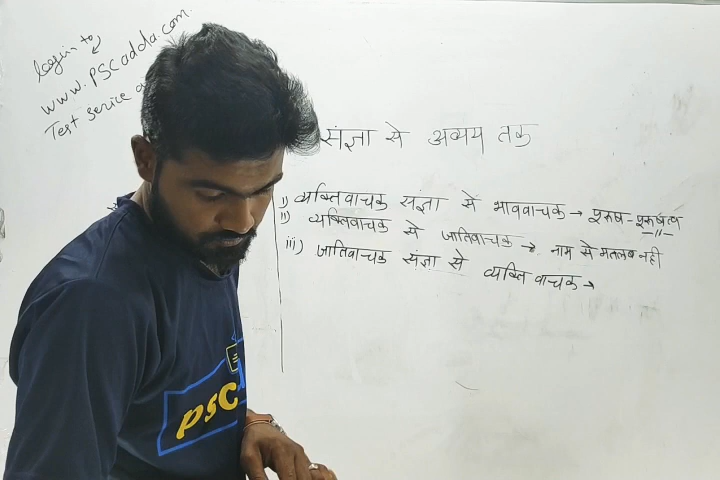 login to
www.PSCadda.com
Test serice
संज्ञा से अव्यय तक
i) व्यक्तिवाचक संज्ञा से भाववाचक → पुरुष - पुरुषत्व
ii) व्यक्तिवाचक से जातिवाचक → नाम से मतलब नही
iii) जातिवाचक संज्ञा से व्यक्ति वाचक →
PSC